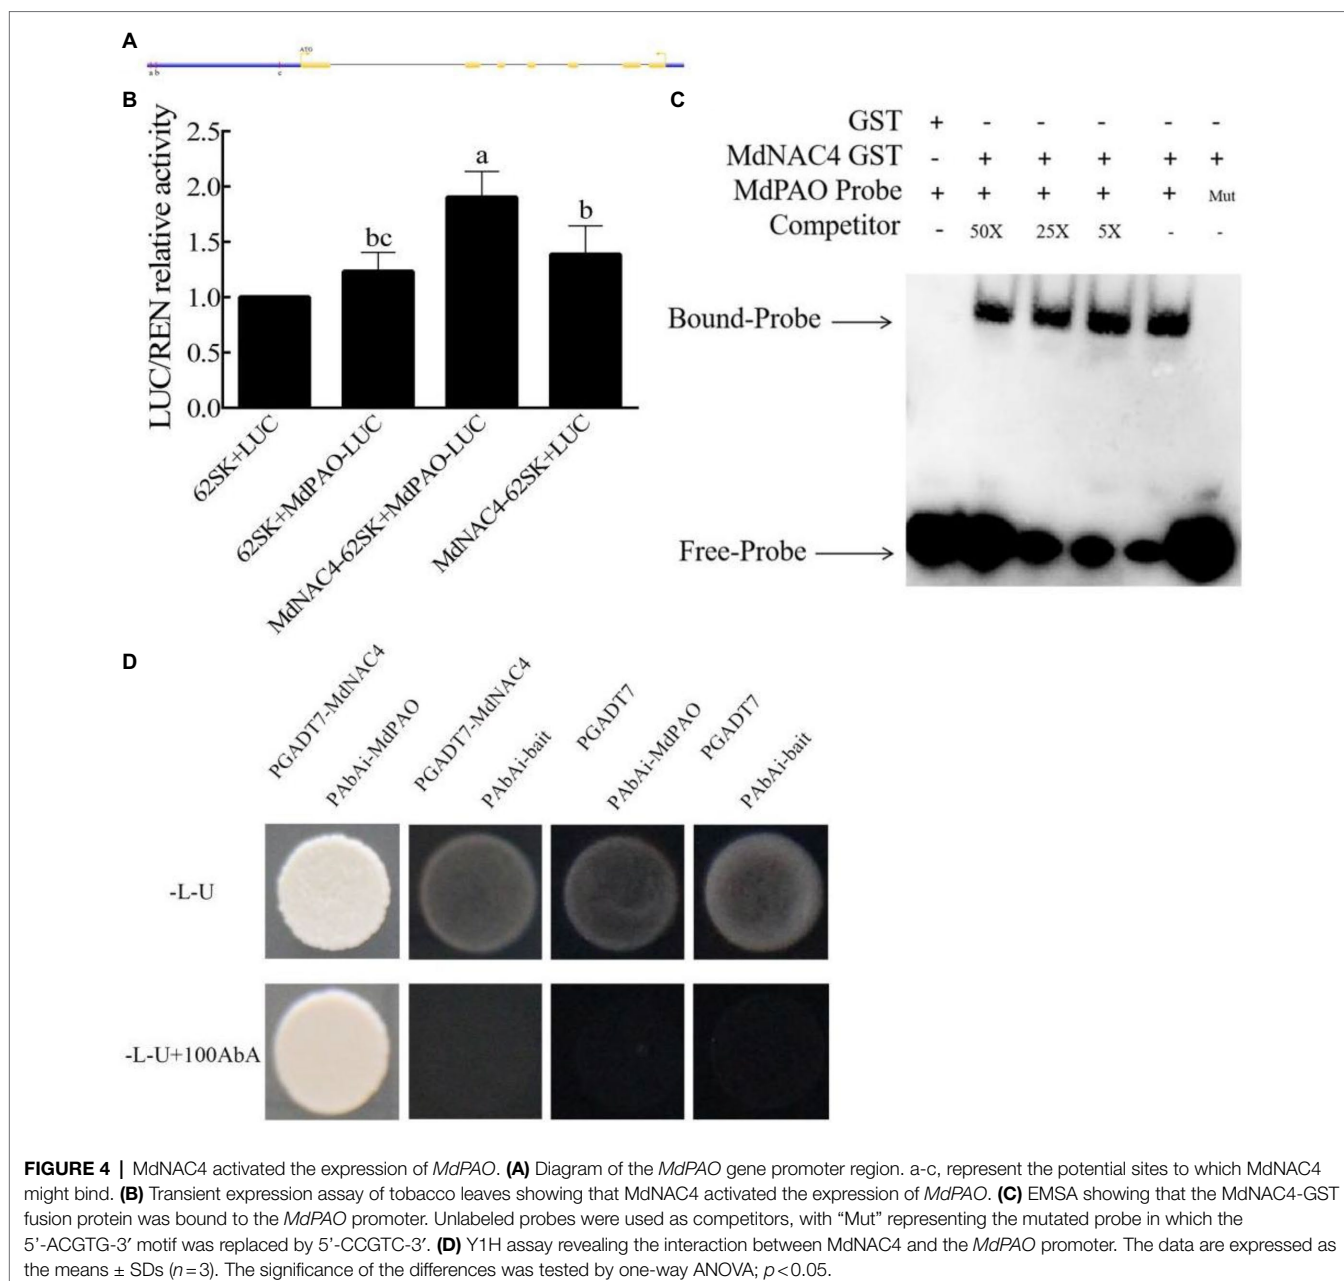 A
ATG
a b c
B
LUC/REN relative activity
2.5
2.0
1.5
1.0
0.5
0.0
bc
a
b
62SK+LUC
62SK+MdPAO-LUC
MdNAC4-62SK+MdPAO-LUC
MdNAC4-62SK+LUC
C
GST + - - - - -
MdNAC4 GST - + + + + +
MdPAO Probe + + + + + Mut
Competitor - 50X 25X 5X - -
Bound-Probe
Free-Probe
D
PGADT7-MdNAC4
PAbAi-MdPAO
PGADT7-MdNAC4
PAbAi-bait
PGADT7
PAbAi-MdPAO
PGADT7
PAbAi-bait
-L-U
-L-U+100AbA
FIGURE 4 | MdNAC4 activated the expression of MdPAO. (A) Diagram of the MdPAO gene promoter region. a-c, represent the potential sites to which MdNAC4
might bind. (B) Transient expression assay of tobacco leaves showing that MdNAC4 activated the expression of MdPAO. (C) EMSA showing that the MdNAC4-GST
fusion protein was bound to the MdPAO promoter. Unlabeled probes were used as competitors, with “Mut” representing the mutated probe in which the
5’-ACGTG-3′ motif was replaced by 5’-CCGTC-3′. (D) Y1H assay revealing the interaction between MdNAC4 and the MdPAO promoter. The data are expressed as
the means ± SDs (n=3). The significance of the differences was tested by one-way ANOVA; p<0.05.